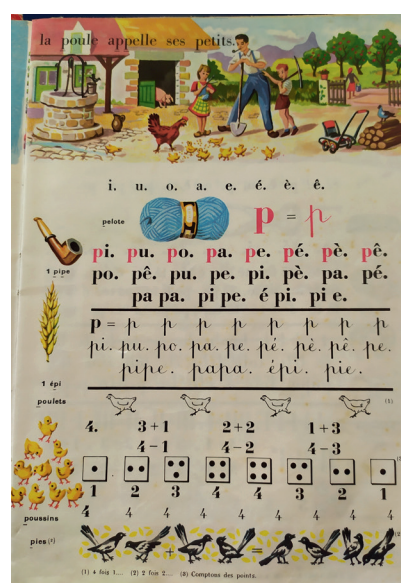 la poule appelle ses petits.
i. u. o. a. e. é. è. ê.
pelote
p = p
pi. pu. po. pa. pe. pé. pè. pê.
1 pipe
po. pê. pu. pe. pi. pè. pa. pé.
pa pa. pi pe. é pi. pi e.
p = p p p p p p p p
pi. pu. po. pa. pe. pé. pè. pê. pe.
pipe. papa. épi. pie.
1 épi
poulets
(1)
4. 3+1 2+2 1+3
4-1 4-2 4-3
1 2 3 4 4 3 2 1
4 4 4 4 4 4 4 4
poussins
pies (3)
+ =
(1) 4 fois 1... (2) 2 fois 2... (3) Comptons des points.